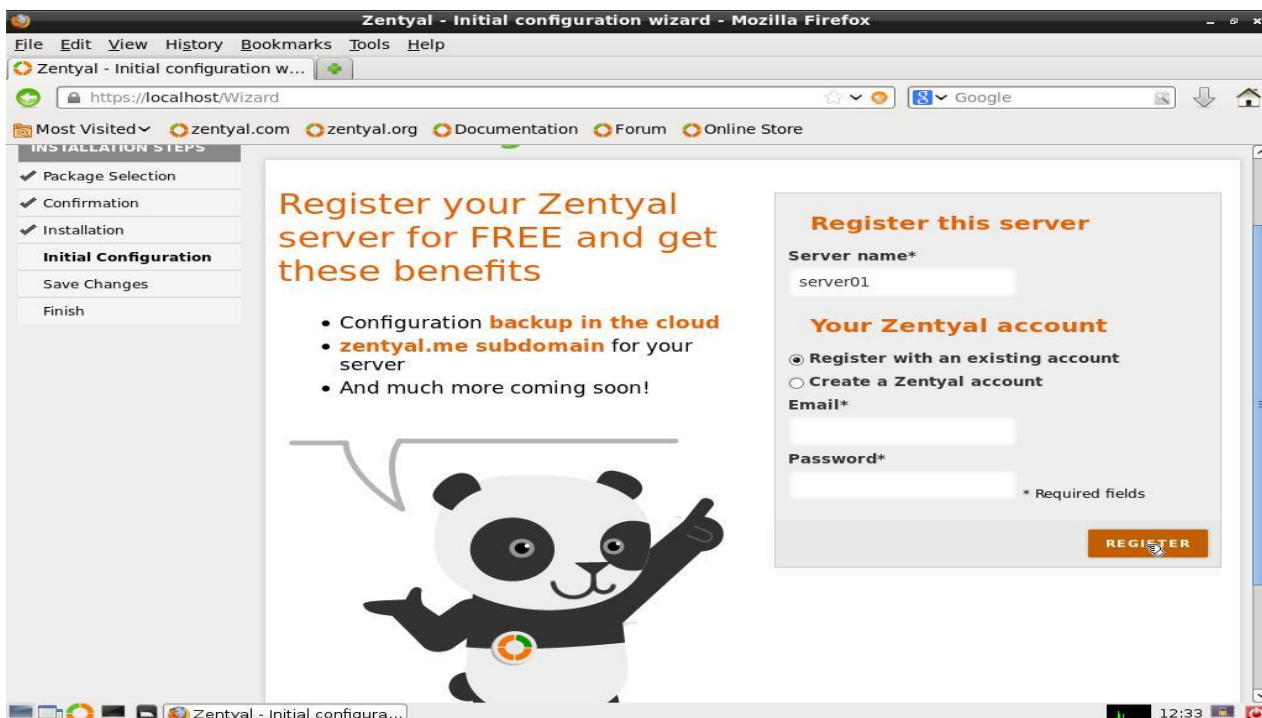 Zentyal - Initial configuration wizard - Mozilla Firefox
File Edit View History Bookmarks Tools Help
Zentyal - Initial configuration w...
https://localhost/Wizard
Google
Most Visited zentyal.com zentyal.org Documentation Forum Online Store
INSTALLATION STEPS
Package Selection
Confirmation
Installation
Initial Configuration
Save Changes
Finish
Register your Zentyal
server for FREE and get
these benefits
• Configuration backup in the cloud
• zentyal.me subdomain for your
server
• And much more coming soon!
Register this server
Server name*
server01
Your Zentyal account
Register with an existing account
Create a Zentyal account
Email*
Password*
* Required fields
REGISTER
Zentyal - Initial configura...
12:33